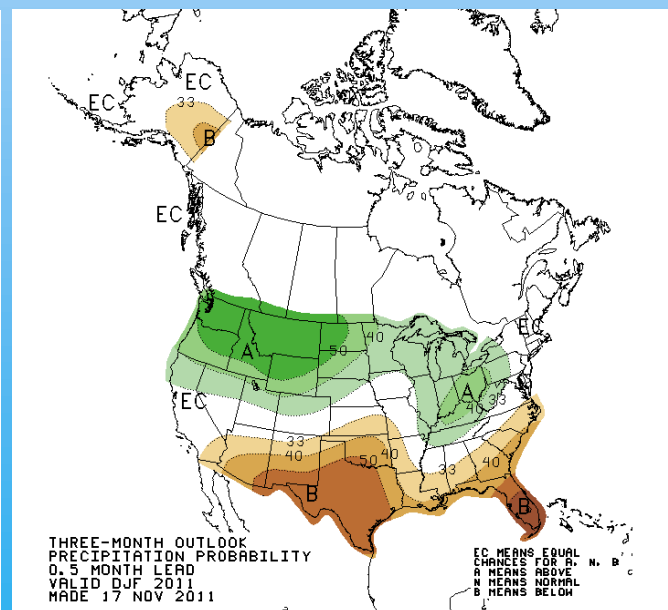 EC
EC
33
B
EC
EC
40
50
A
EC
A
33
40
33
40
50
40
33
40
B
B
THREE-MONTH OUTLOOK
PRECIPITATION PROBABILITY
0.5 MONTH LEAD
VALID DJF 2011
MADE 17 NOV 2011
EC MEANS EQUAL
CHANCES FOR A, N, B
A MEANS ABOVE
N MEANS NORMAL
B MEANS BELOW